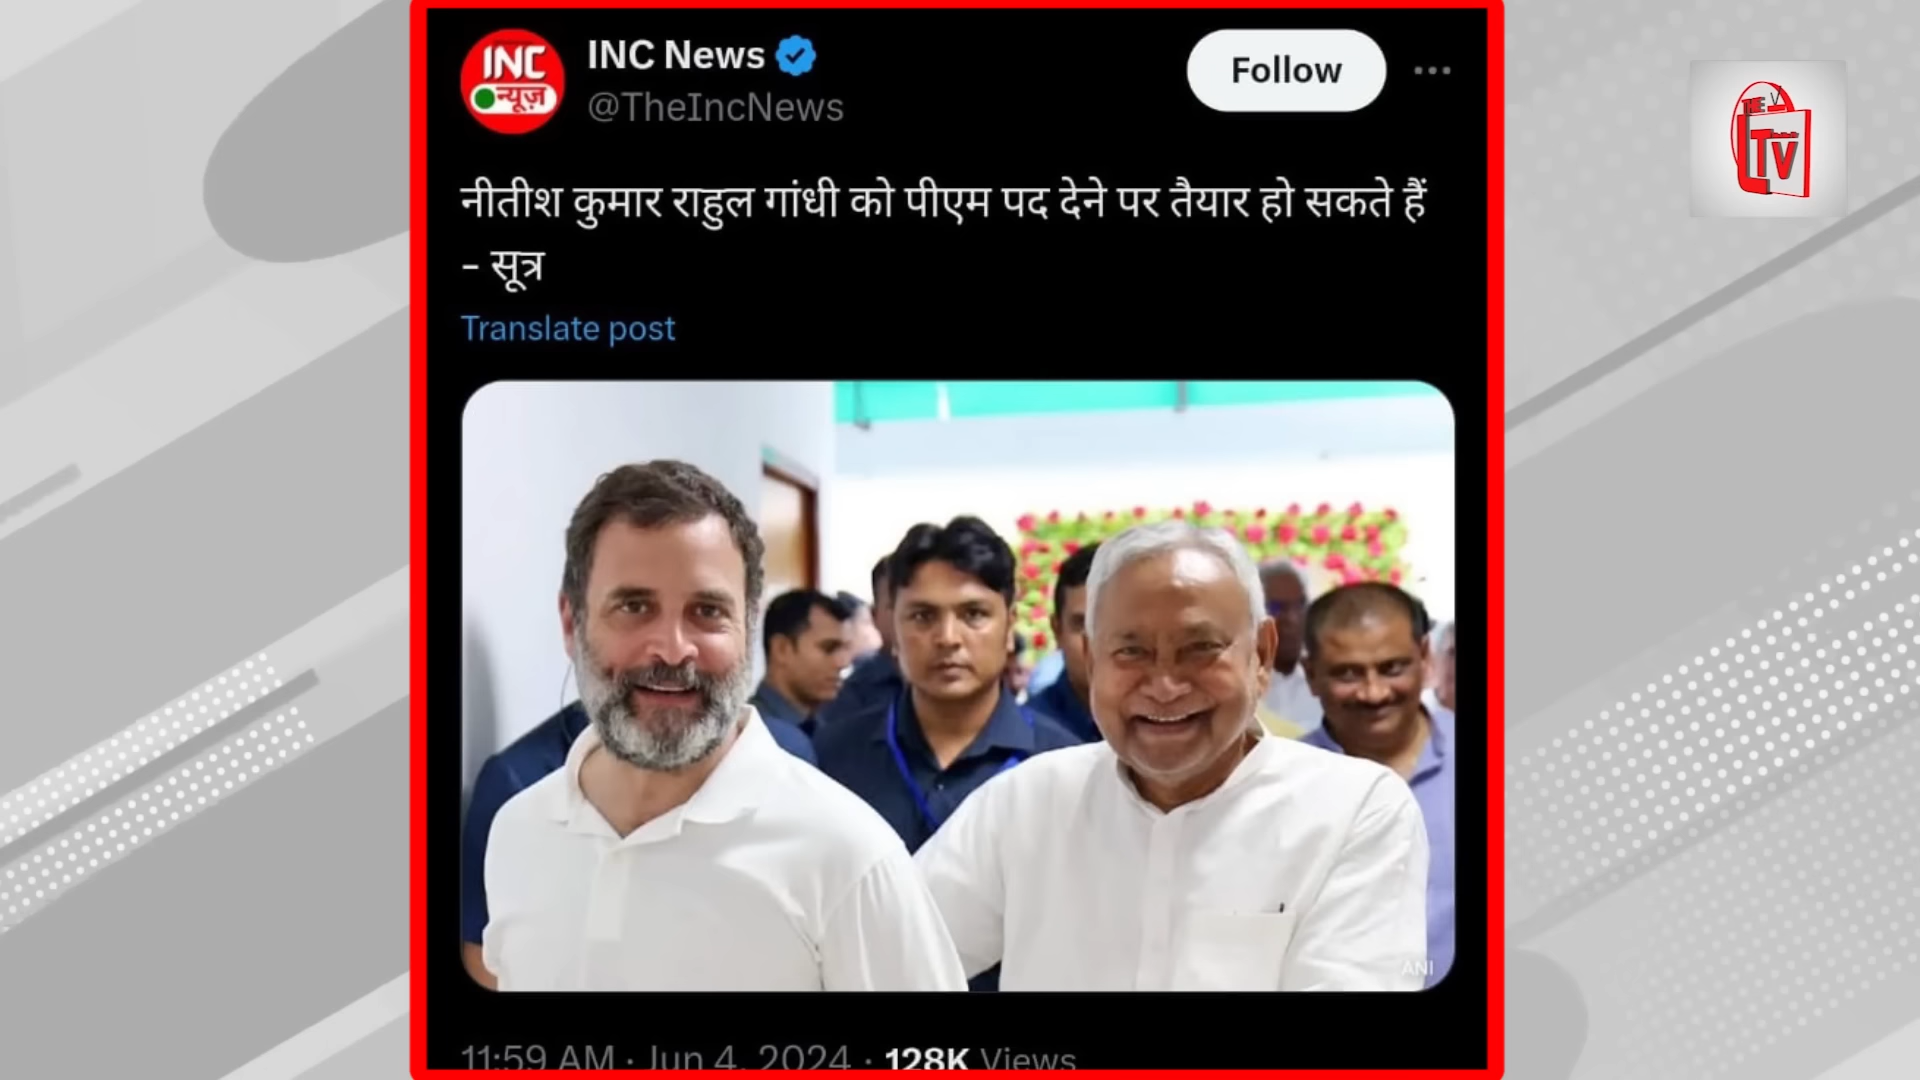 INC
न्यूज़
INC News
@TheIncNews
Follow
THE
TV
नीतीश कुमार राहुल गांधी को पीएम पद देने पर तैयार हो सकते हैं
- सूत्र
Translate post
ANI
11:59 AM · Jun 4, 2024 · 128K Views